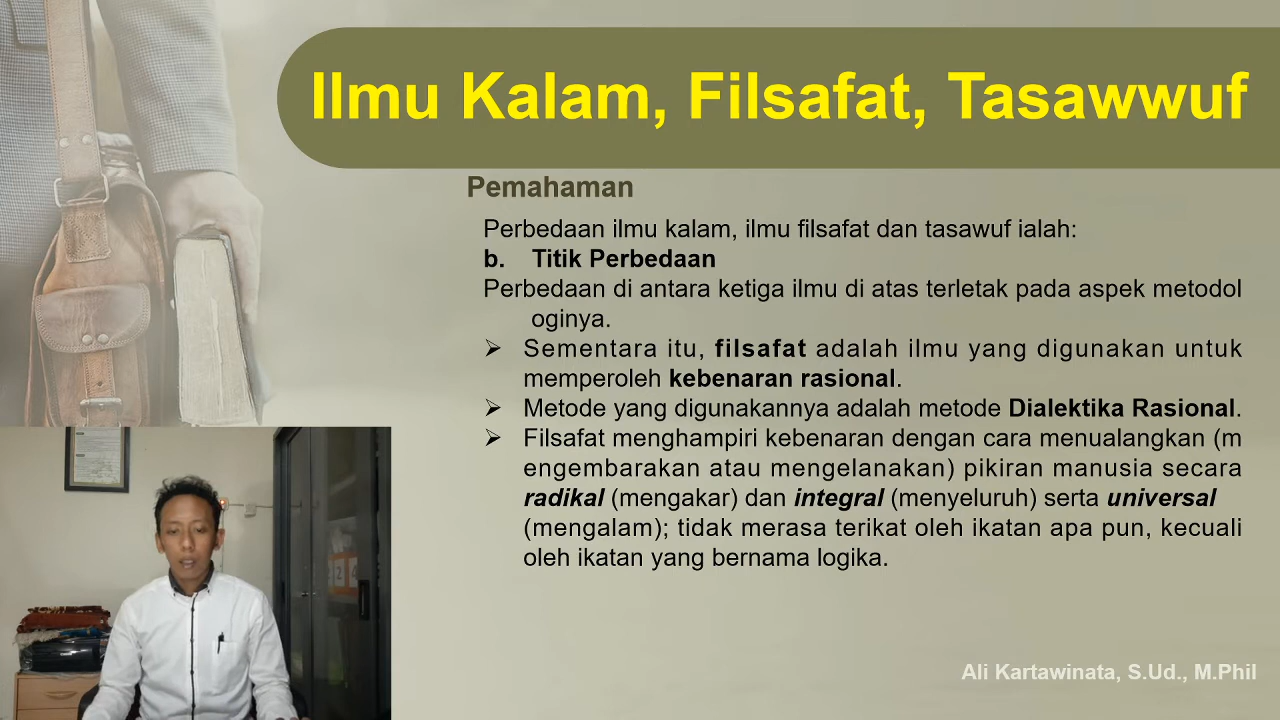 Ilmu Kalam, Filsafat, Tasawwuf
Pemahaman
Perbedaan ilmu kalam, ilmu filsafat dan tasawuf ialah:
b. Titik Perbedaan
Perbedaan di antara ketiga ilmu di atas terletak pada aspek metodol
oginya.
➢ Sementara itu, filsafat adalah ilmu yang digunakan untuk
memperoleh kebenaran rasional.
➢ Metode yang digunakannya adalah metode Dialektika Rasional.
➢ Filsafat menghampiri kebenaran dengan cara menualangkan (m
engembarakan atau mengelanakan) pikiran manusia secara
radikal (mengakar) dan integral (menyeluruh) serta universal
(mengalam); tidak merasa terikat oleh ikatan apa pun, kecuali
oleh ikatan yang bernama logika.
Ali Kartawinata, S.Ud., M.Phil